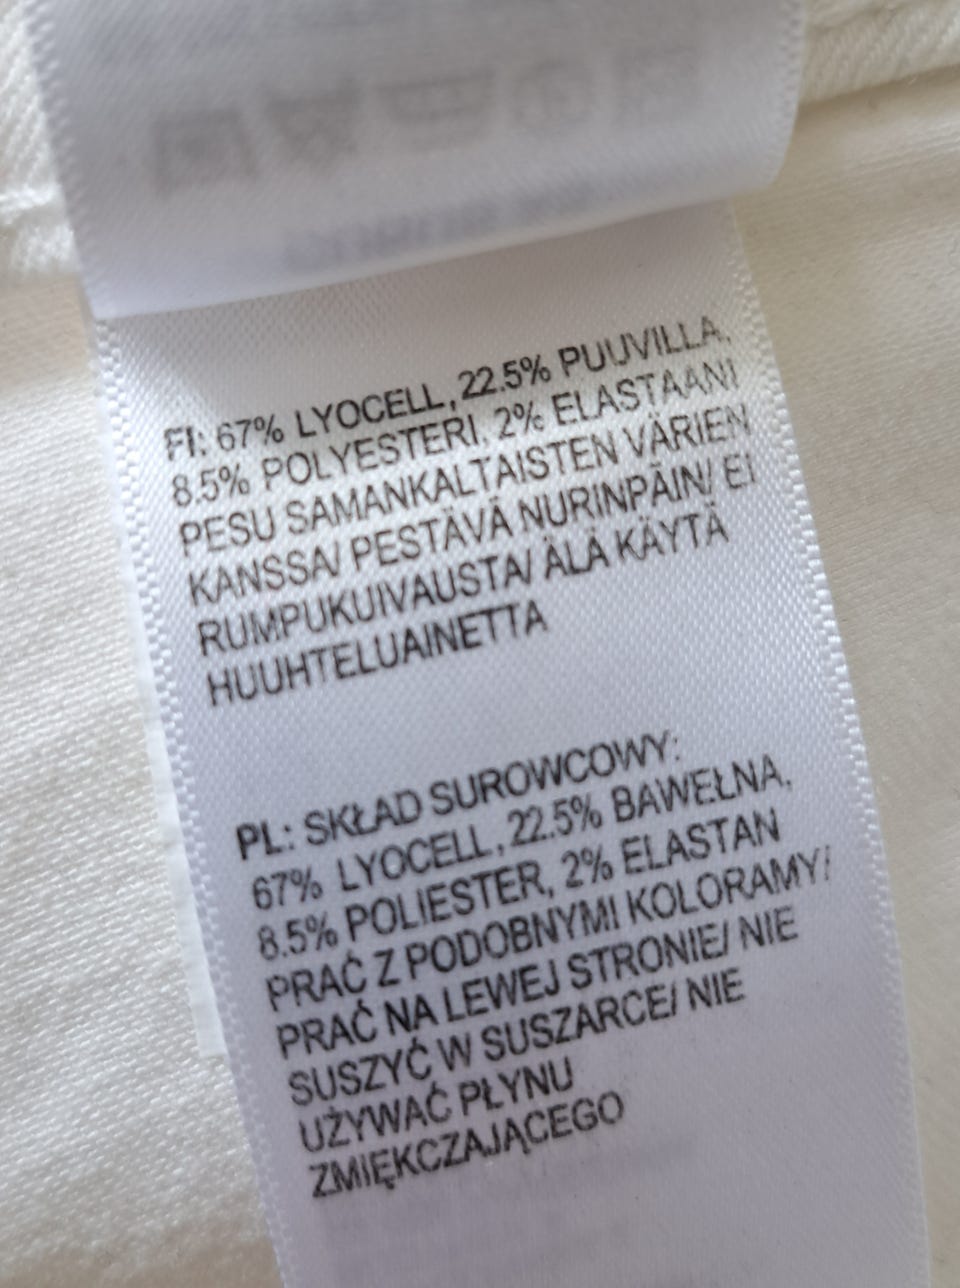 FI: 67% LYOCELL, 22.5% PUUVILLA,
8.5% POLYESTERI, 2% ELASTAANI
PESU SAMANKALTAISTEN VÄRIEN
KANSSA/ PESTÄVÄ NURINPÄIN/ EI
RUMPUKUIVAUSTA/ ÄLÄ KÄYTÄ
HUUHTELUAINETTA
PL: SKŁAD SUROWCOWY:
67% LYOCELL, 22.5% BAWEŁNA,
8.5% POLIESTER, 2% ELASTAN
PRAĆ Z PODOBNYMI KOLORAMY/
PRAĆ NA LEWEJ STRONIE/ NIE
SUSZYĆ W SUSZARCE/ NIE
UŻYWAĆ PŁYNU
ZMIĘKCZAJĄCEGO